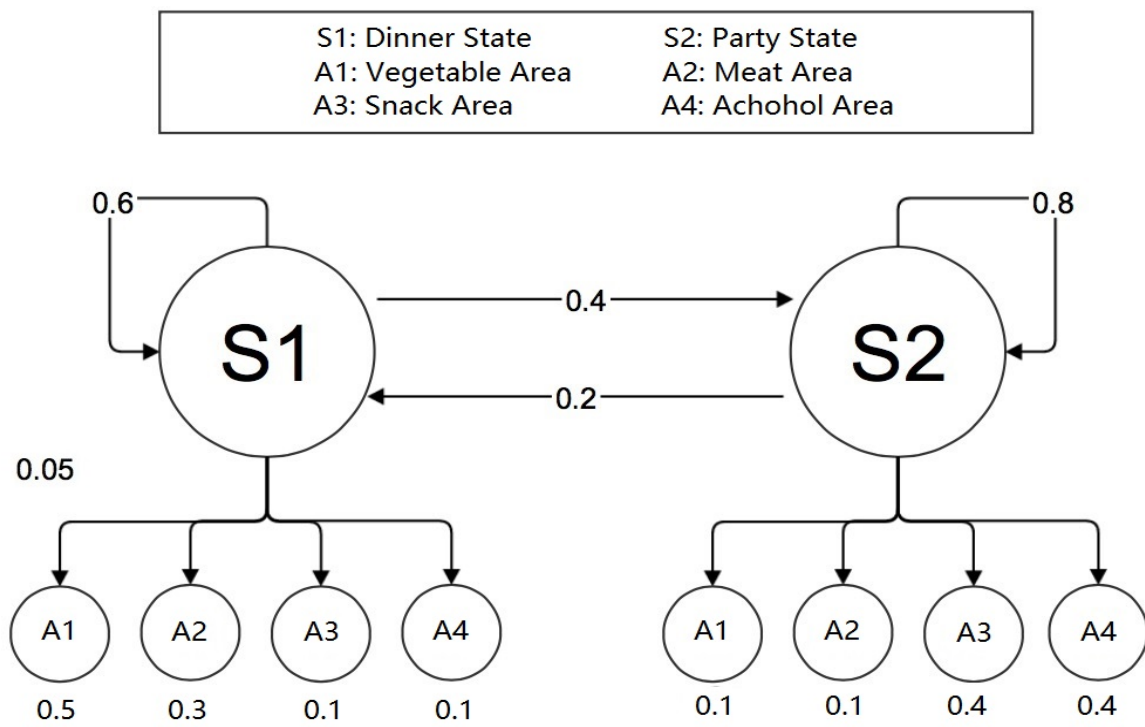 S1: Dinner State S2: Party State
A1: Vegetable Area A2: Meat Area
A3: Snack Area A4: Achohol Area
0.6 0.8
0.4
S1 S2
0.2
0.05
A1 A2 A3 A4 A1 A2 A3 A4
0.5 0.3 0.1 0.1 0.1 0.1 0.4 0.4